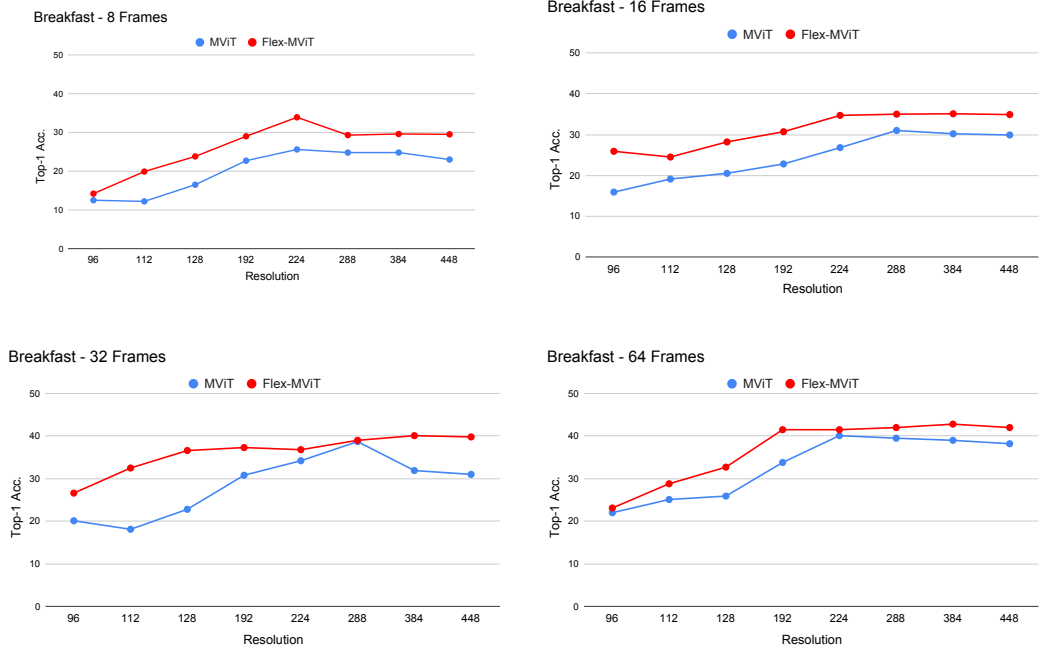 Breakfast - 8 Frames
MViT Flex-MViT
50
40
30
20
10
0
Top-1 Acc.
96 112 128 192 224 288 384 448
Resolution
Breakfast - 16 Frames
MViT Flex-MViT
50
40
30
20
10
0
Top-1 Acc.
96 112 128 192 224 288 384 448
Resolution
Breakfast - 32 Frames
MViT Flex-MViT
50
40
30
20
10
0
Top-1 Acc.
96 112 128 192 224 288 384 448
Resolution
Breakfast - 64 Frames
MViT Flex-MViT
50
40
30
20
10
0
Top-1 Acc.
96 112 128 192 224 288 384 448
Resolution